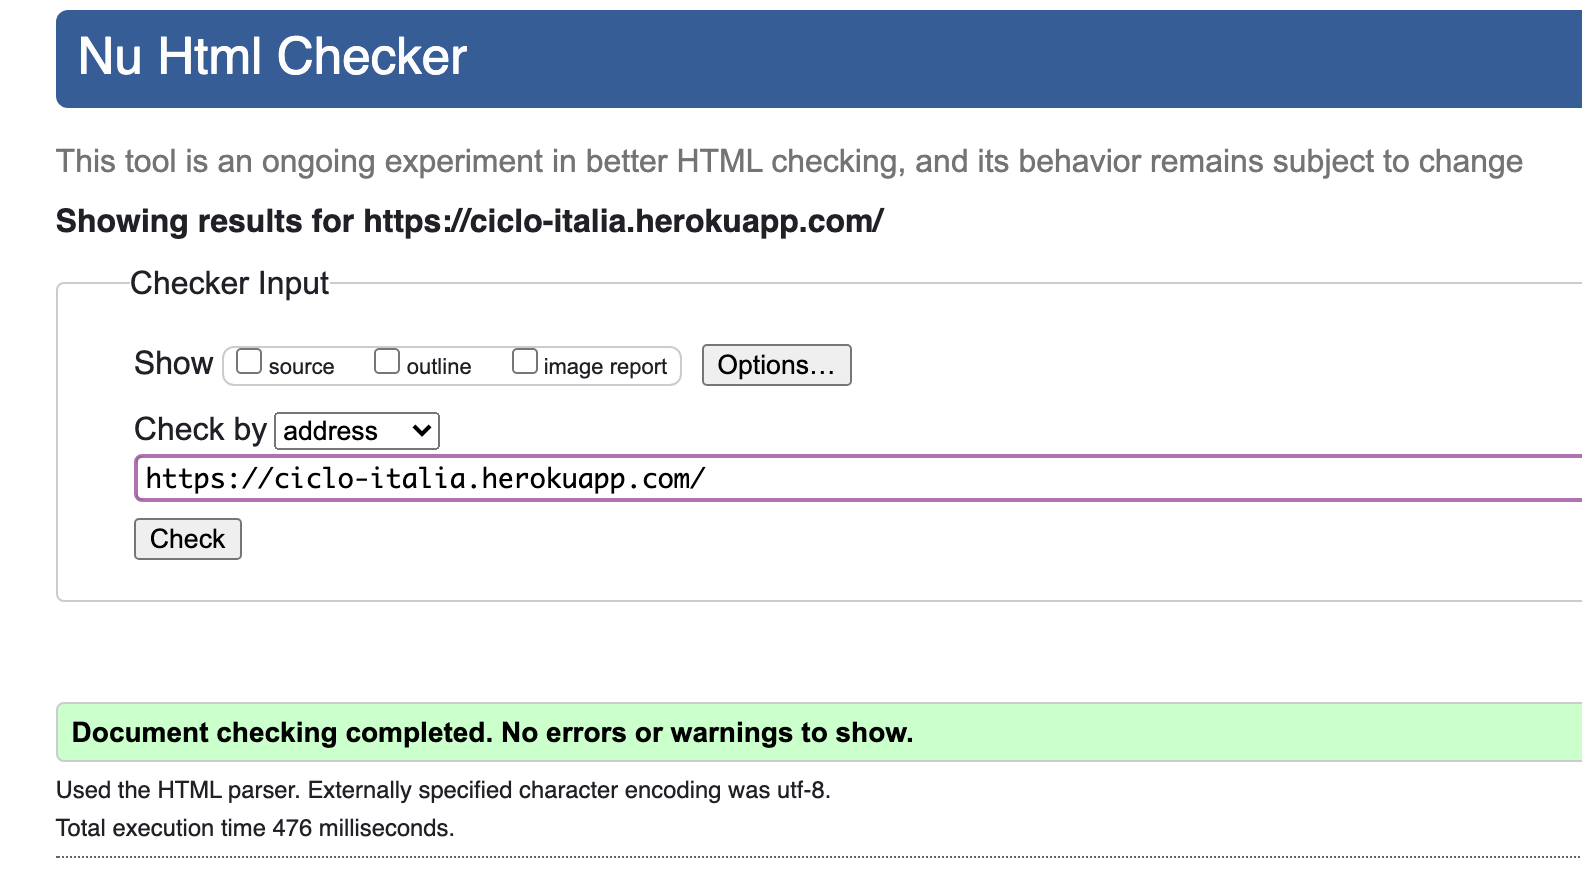 Nu Html Checker
This tool is an ongoing experiment in better HTML checking, and its behavior remains subject to change
Showing results for https://ciclo-italia.herokuapp.com/
Checker Input
Show source outline image report Options...
Check by address
https://ciclo-italia.herokuapp.com/
Check
Document checking completed. No errors or warnings to show.
Used the HTML parser. Externally specified character encoding was utf-8.
Total execution time 476 milliseconds.